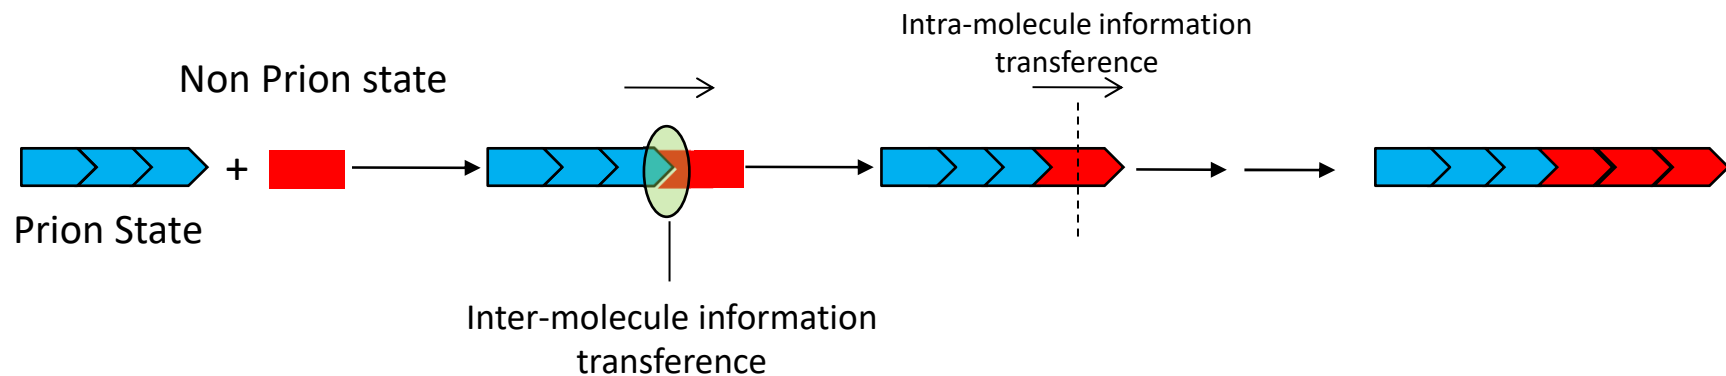 Intra-molecule information
transference
Non Prion state
+
Prion State
Inter-molecule information
transference